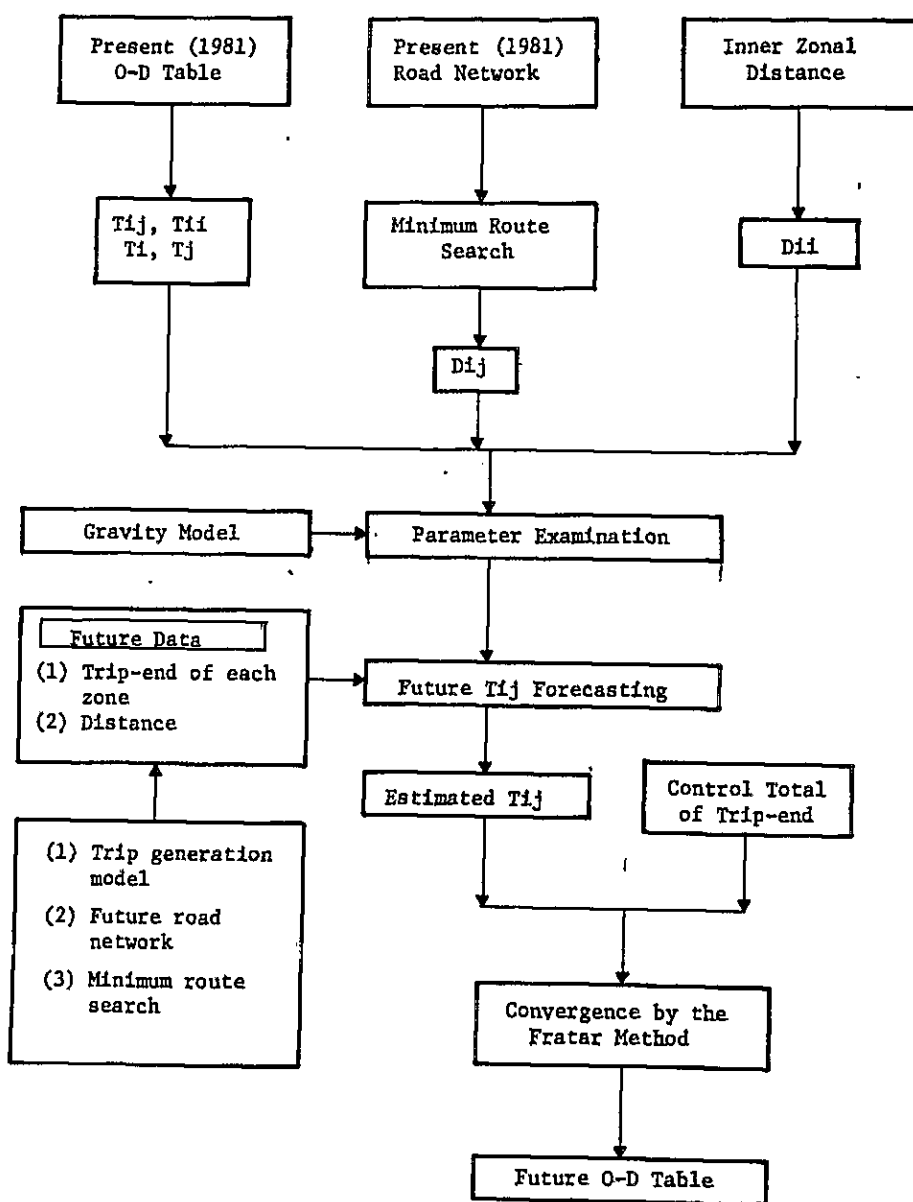 Present (1981)
O-D Table
Present (1981)
Road Network
Inner Zonal
Distance
Tij, Tii
Ti, Tj
Minimum Route
Search
Dii
Dij
Gravity Model
Parameter Examination
Future Data
(1) Trip-end of each
zone
(2) Distance
Future Tij Forecasting
Estimated Tij
Control Total
of Trip-end
(1) Trip generation
model
(2) Future road
network
(3) Minimum route
search
Convergence by the
Fratar Method
Future O-D Table